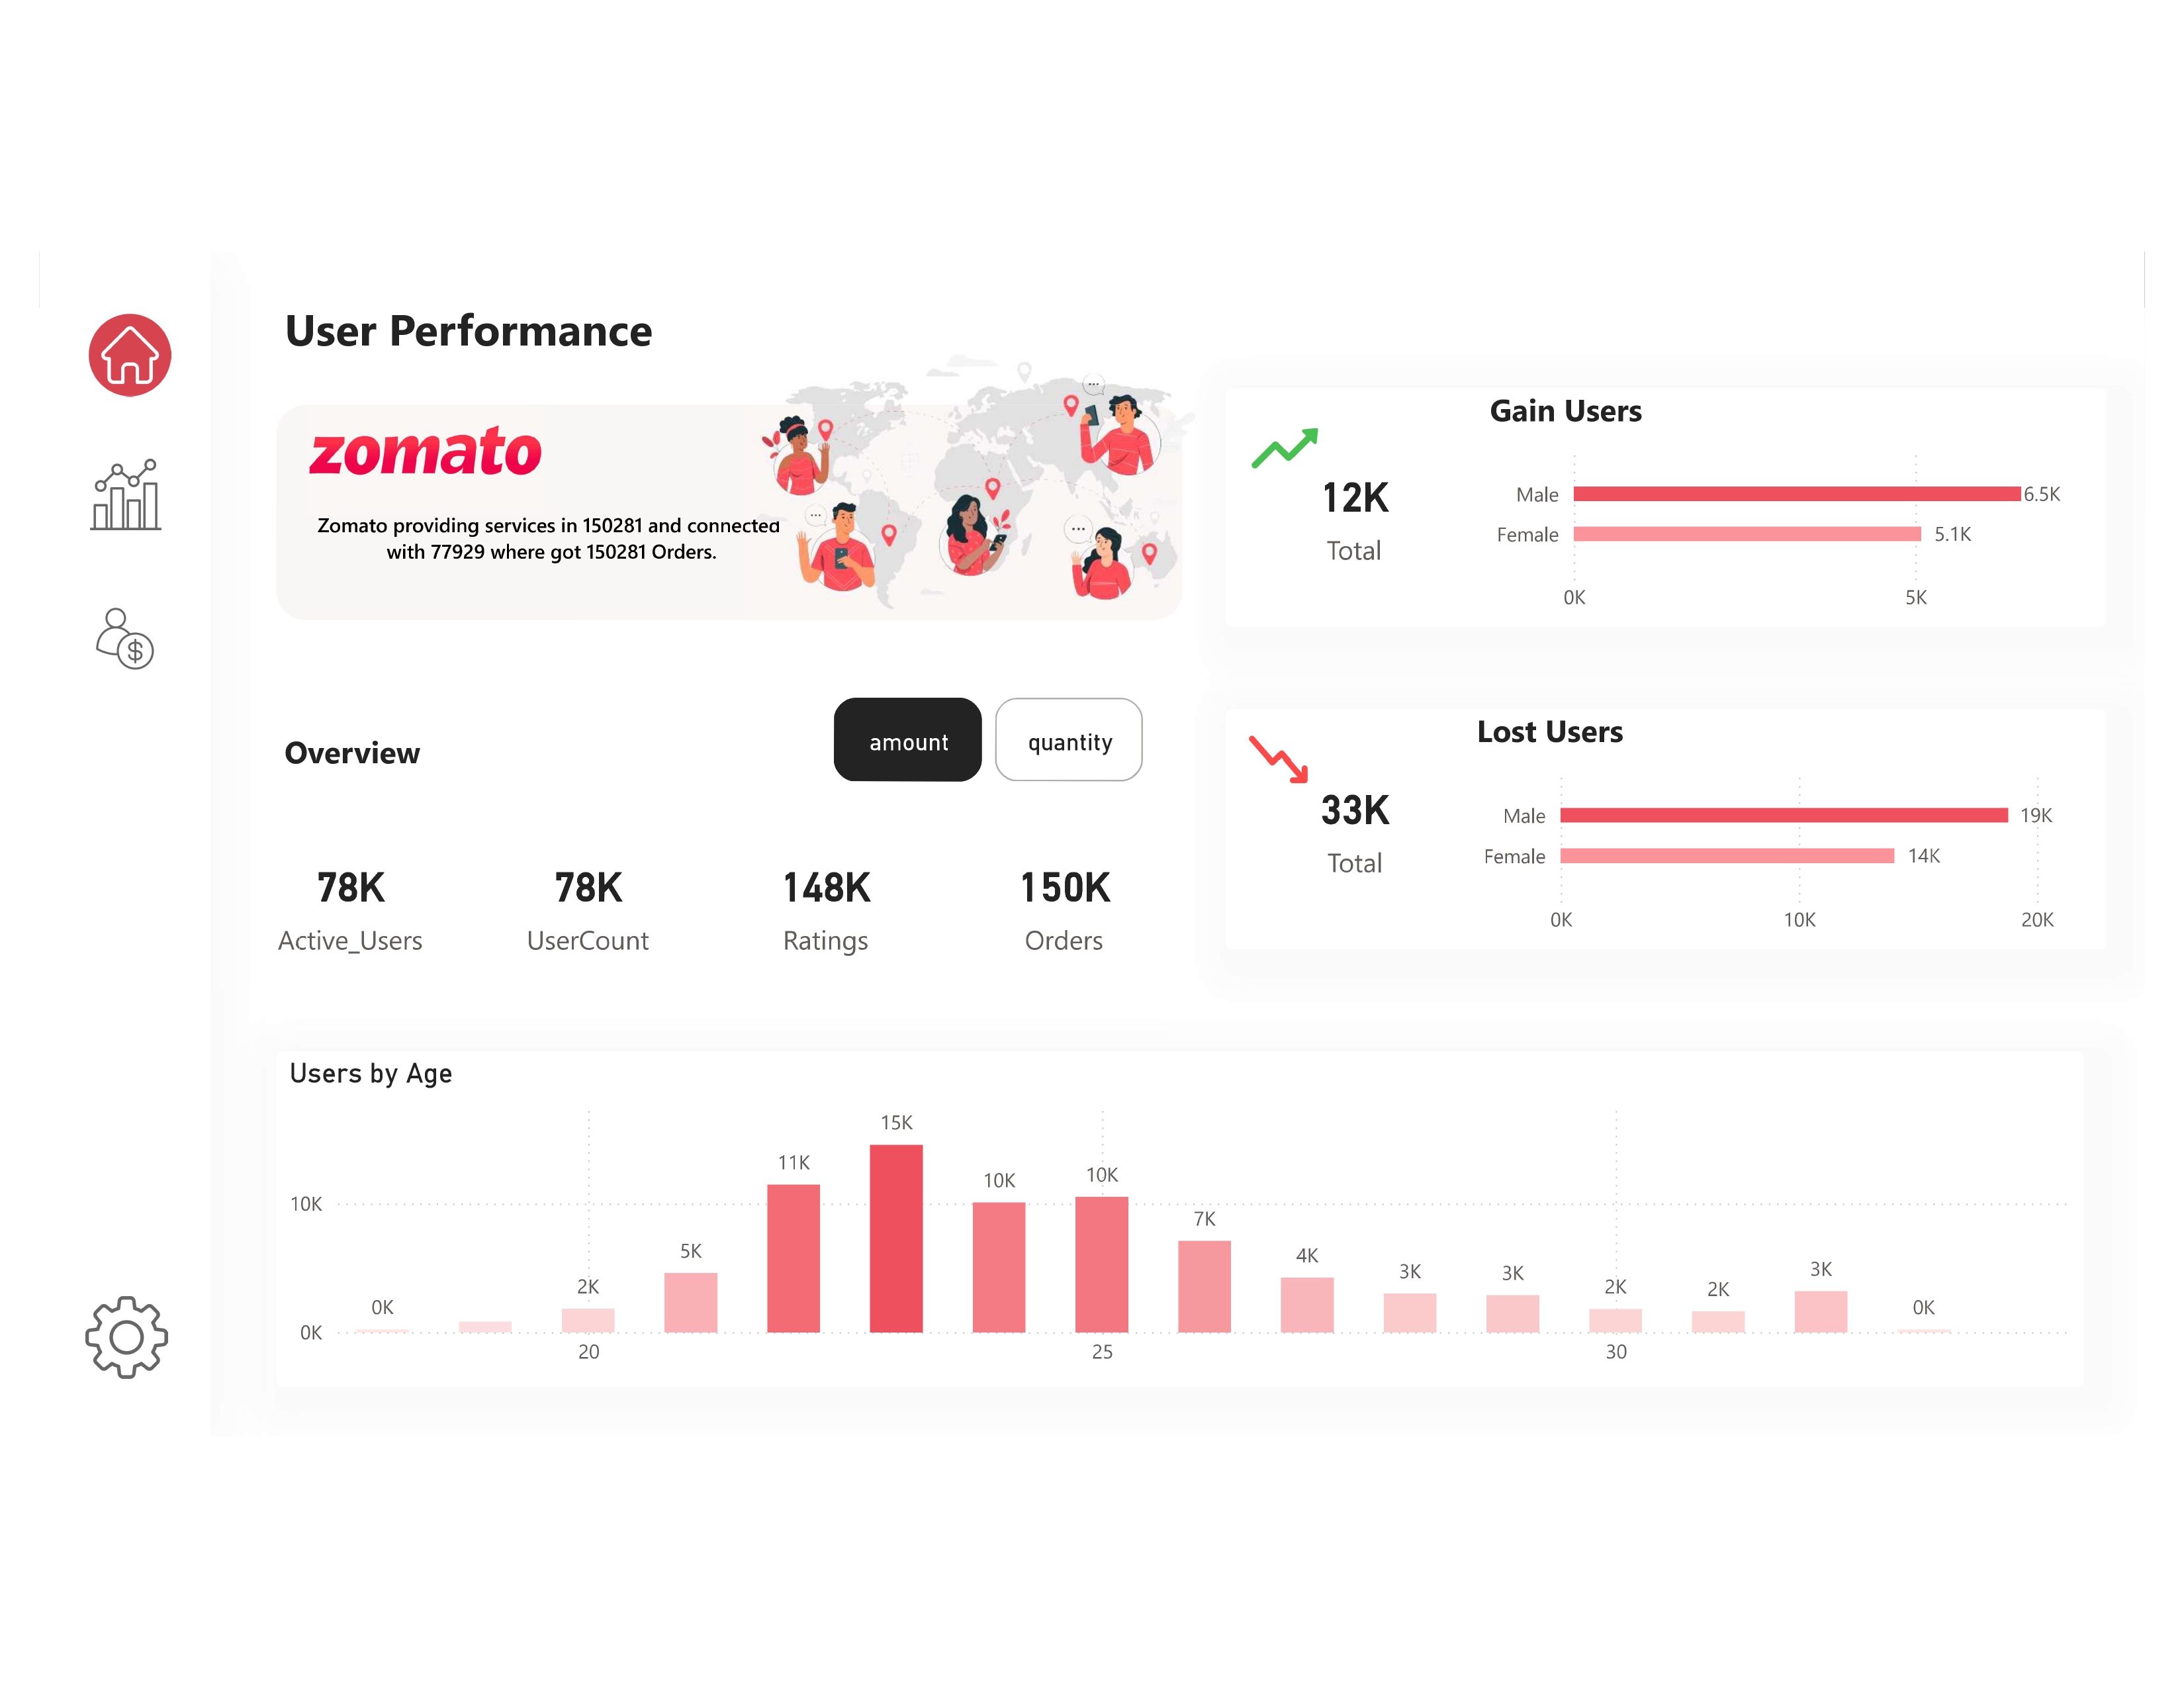 User Performance
zomato
Zomato providing services in 150281 and connected
with 77929 where got 150281 Orders.
Gain Users
12K
Total
Male
6.5K
Female
5.1K
0K
5K
Overview
amount
quantity
78K
Active_Users
78K
UserCount
148K
Ratings
150K
Orders
Lost Users
33K
Total
Male
19K
Female
14K
0K
10K
20K
Users by Age
10K
0K
0K
2K
5K
11K
15K
10K
10K
7K
4K
3K
3K
2K
2K
3K
0K
20
25
30